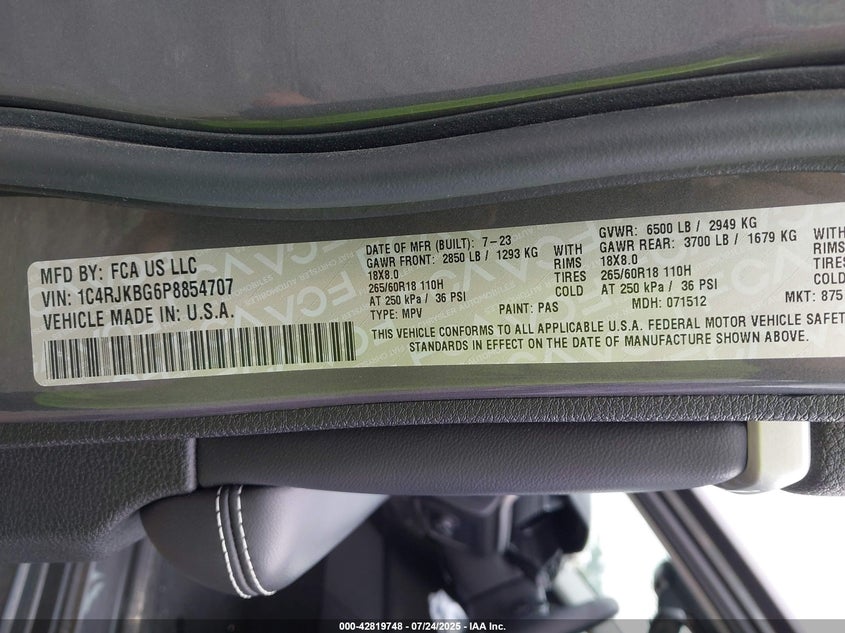 MFD BY: FCA US LLC
VIN: 1C4RJKBG6P8854707
VEHICLE MADE IN: U.S.A.
DATE OF MFR (BUILT): 7-23
GAWR FRONT: 2850 LB / 1293 KG WITH
18X8.0 RIMS
265/60R18 110H TIRES
AT 250 kPa / 36 PSI COLD
TYPE: MPV PAINT: PAS
GVWR: 6500 LB / 2949 KG
GAWR REAR: 3700 LB / 1679 KG WITH
18X8.0 RIMS
265/60R18 110H TIRES
AT 250 kPa / 36 PSI COLD
MDH: 071512 MKT: 875
THIS VEHICLE CONFORMS TO ALL APPLICABLE U.S.A. FEDERAL MOTOR VEHICLE SAFET
STANDARDS IN EFFECT ON THE DATE OF MANUFACTURE SHOWN ABOVE.
000-42819748 - 07/24/2025 - IAA Inc.